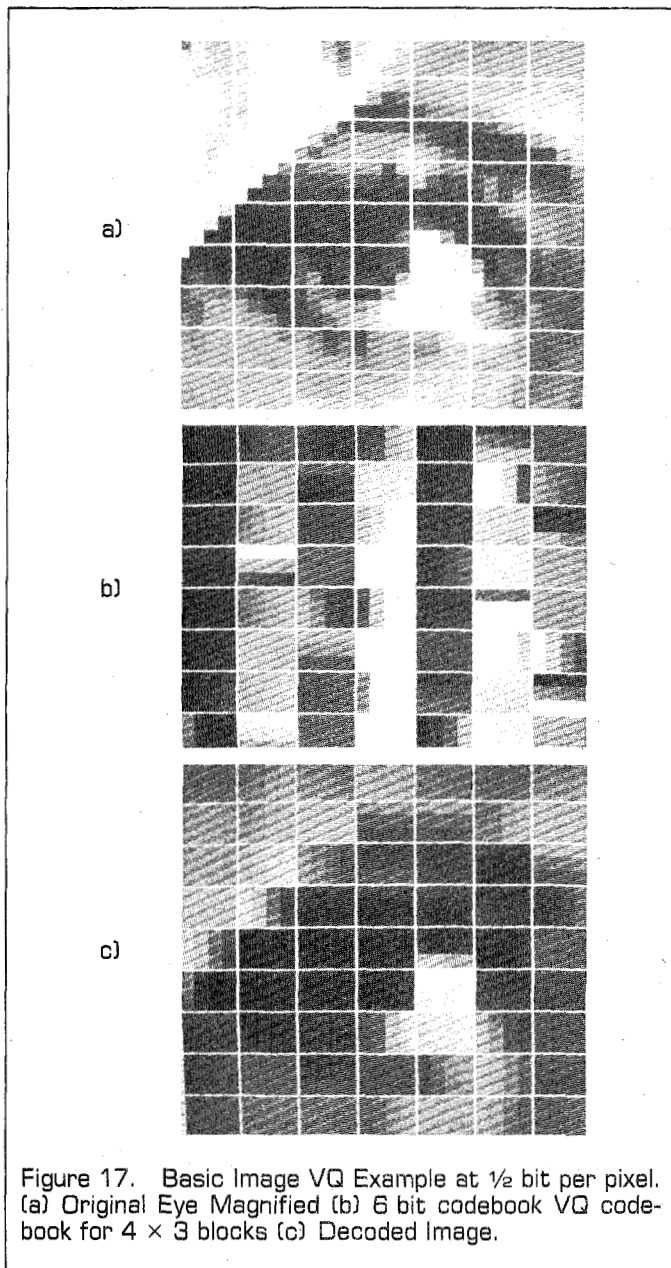 a)
b)
c)
Figure 17. Basic Image VQ Example at ½ bit per pixel.
(a) Original Eye Magnified (b) 6 bit codebook VQ code-
book for 4 × 3 blocks (c) Decoded Image.